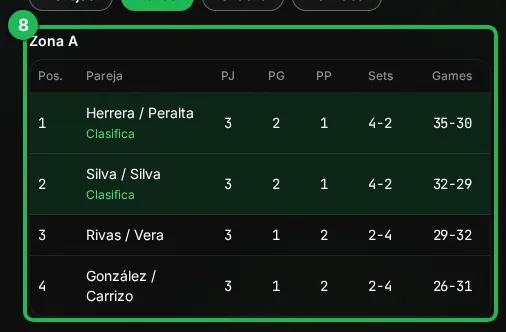 8
Zona A
Pos. Pareja PJ PG PP Sets Games
1 Herrera / Peralta 3 2 1 4-2 35-30
Clasifica
2 Silva / Silva 3 2 1 4-2 32-29
Clasifica
3 Rivas / Vera 3 1 2 2-4 29-32
4 González / Carrizo 3 1 2 2-4 26-31